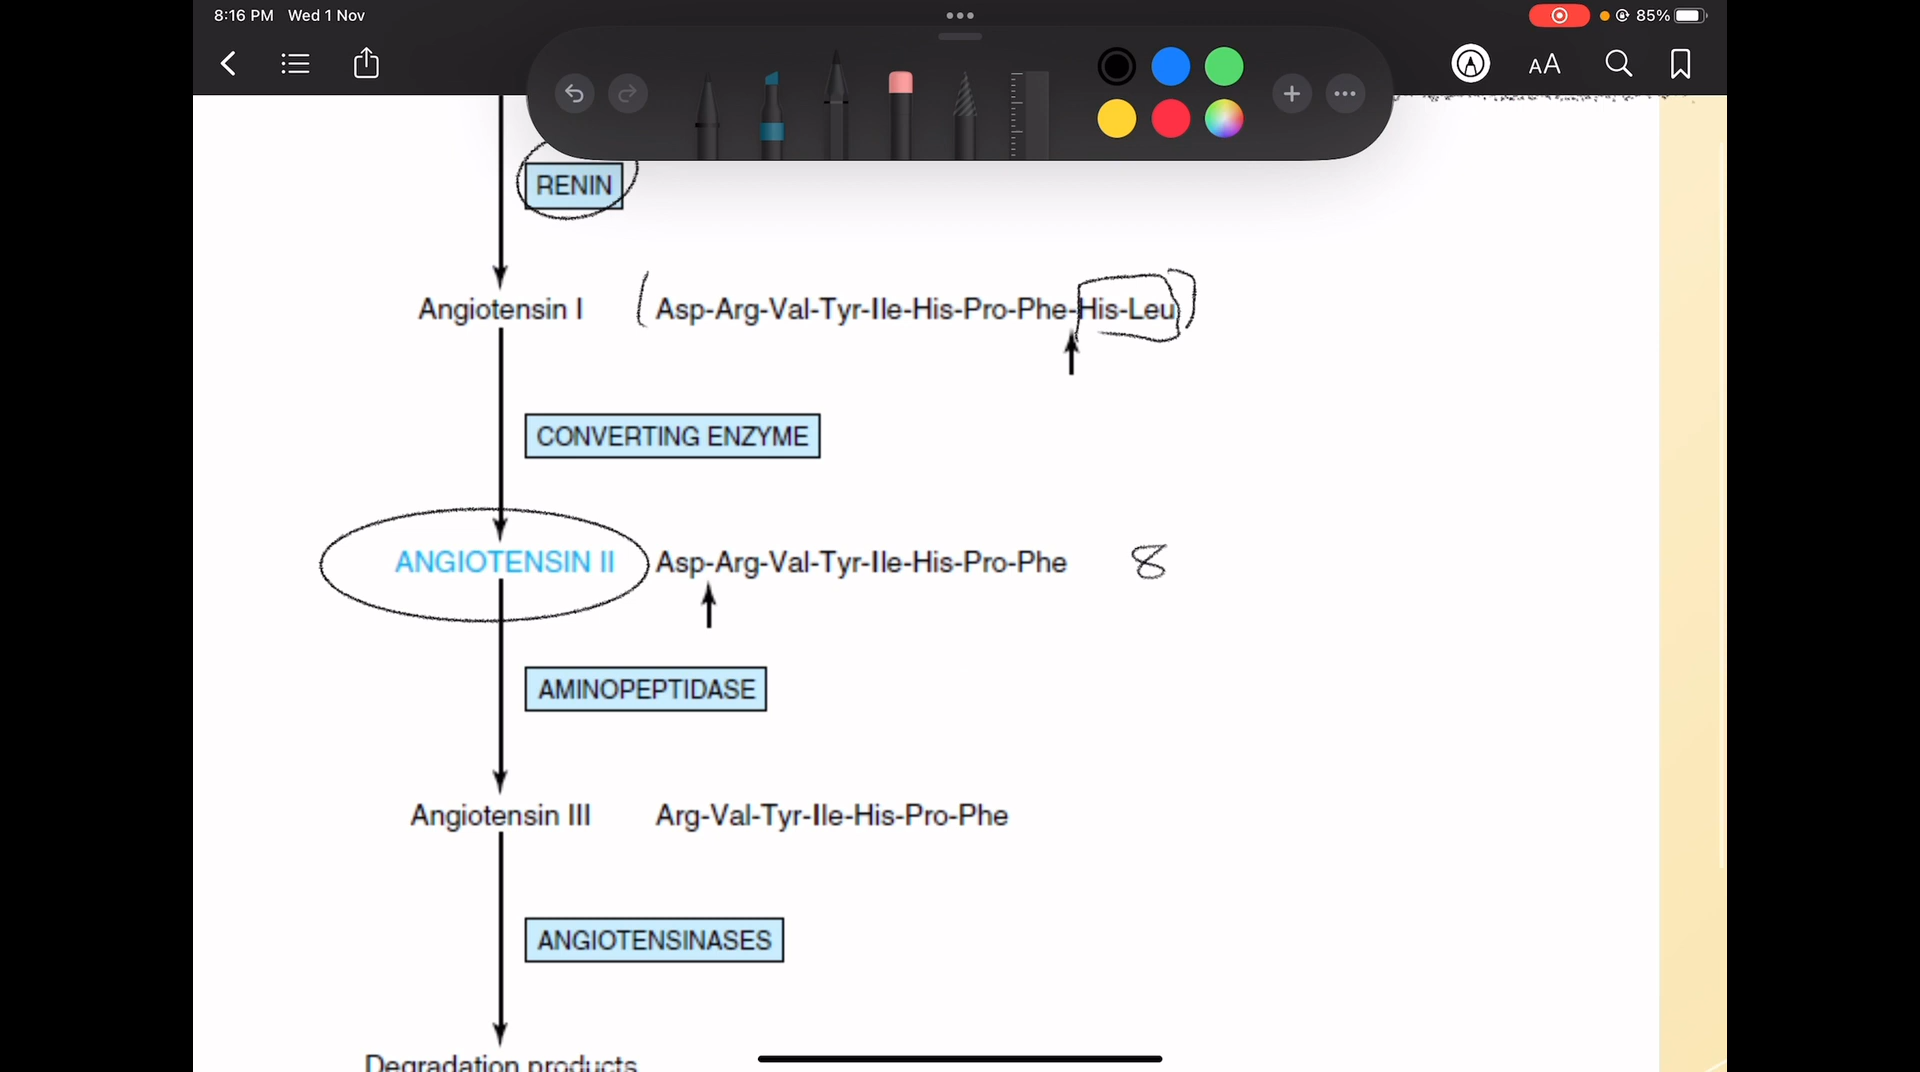 8:16 PM Wed 1 Nov
85%
AA
RENIN
Angiotensin I Asp-Arg-Val-Tyr-Ile-His-Pro-Phe-His-Leu
CONVERTING ENZYME
ANGIOTENSIN II Asp-Arg-Val-Tyr-Ile-His-Pro-Phe 8
AMINOPEPTIDASE
Angiotensin III Arg-Val-Tyr-Ile-His-Pro-Phe
ANGIOTENSINASES
Degradation products